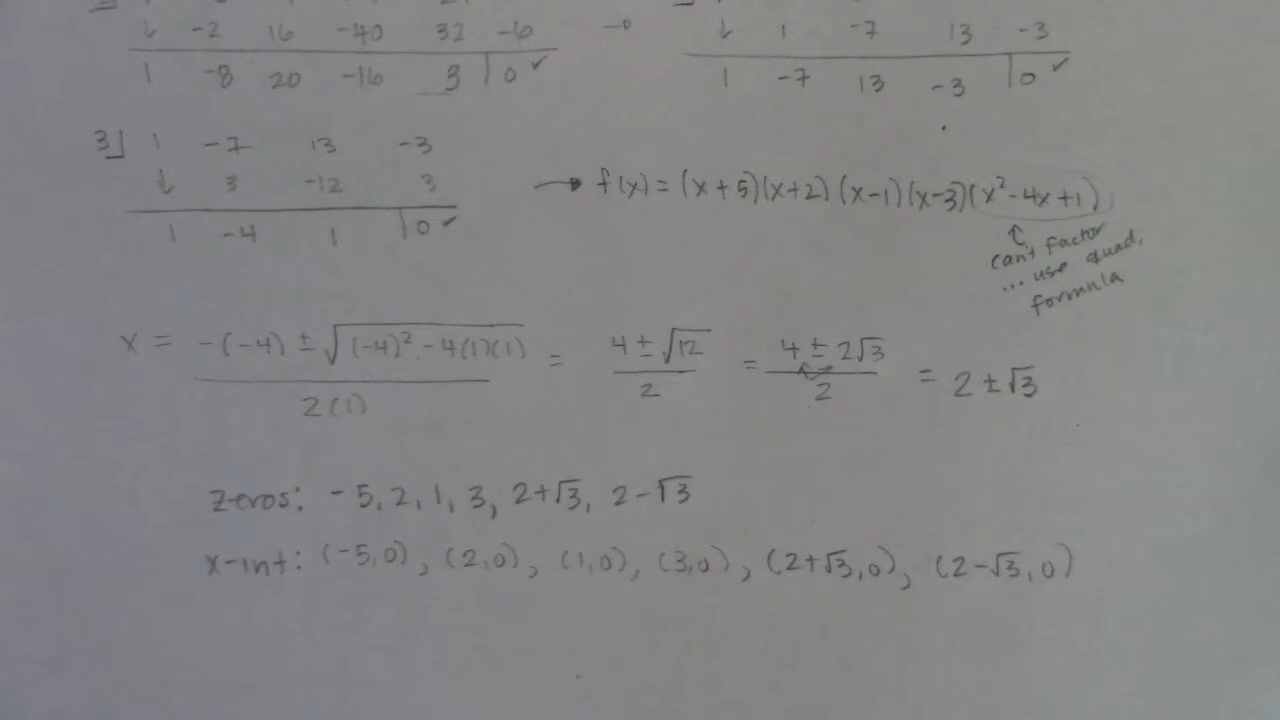 ↓ -2 16 -40 32 -6 → ↓ 1 -7 13 -3
1 -8 20 -16 3 | 0 ✓ 1 -7 13 -3 | 0 ✓
3⌋ 1 -7 13 -3
↓ 3 -12 3
1 -4 1 | 0 ✓
→ f(x) = (x+5)(x+2)(x-1)(x-3)(x²-4x+1)
↑
can't factor
... use quad.
formula
x = (-(-4) ± √((-4)² - 4(1)(1))) / 2(1) = (4 ± √12) / 2 = (4 ± 2√3) / 2 = 2 ± √3
zeros: -5, 2, 1, 3, 2+√3, 2-√3
x-int: (-5,0), (2,0), (1,0), (3,0), (2+√3,0), (2-√3,0)